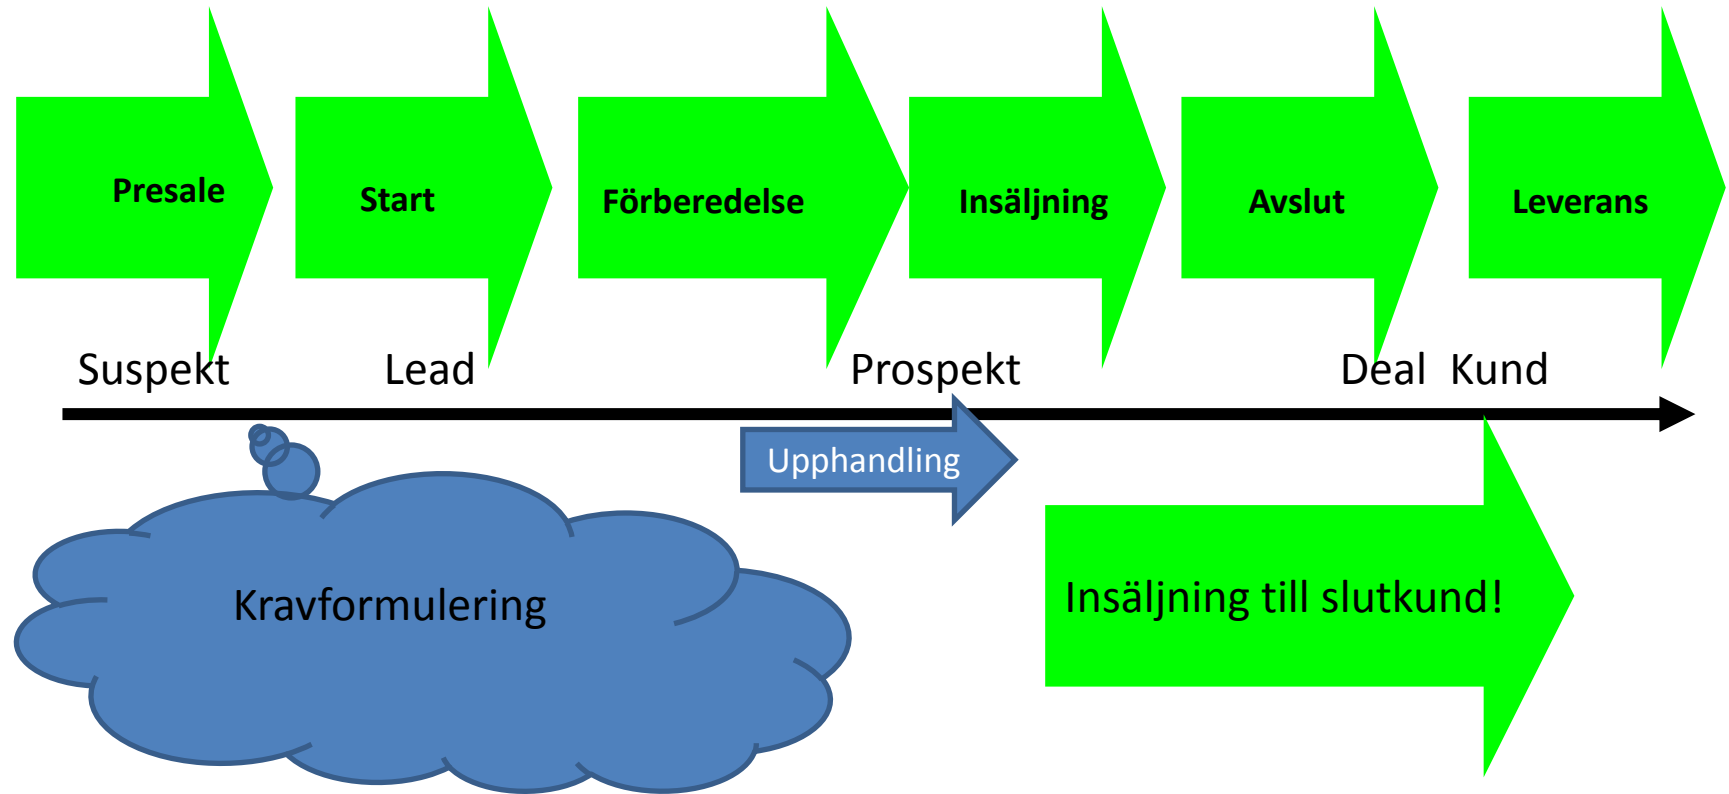 Presale
Start
Förberedelse
Insäljning
Avslut
Leverans
Suspekt
Lead
Prospekt
Deal
Kund
Upphandling
Kravformulering
Insäljning till slutkund!